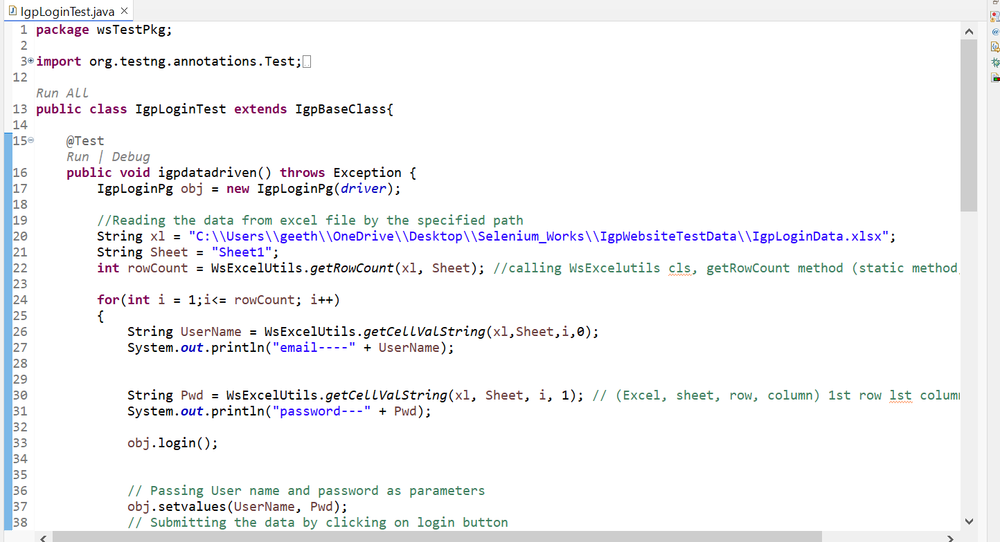 IgpLoginTest.java
1 package wsTestPkg;
2
3 import org.testng.annotations.Test;
12
Run All
13 public class IgpLoginTest extends IgpBaseClass{
14
15 @Test
Run | Debug
16 public void igpdatadriven() throws Exception {
17 IgpLoginPg obj = new IgpLoginPg(driver);
18
19 //Reading the data from excel file by the specified path
20 String xl = "C:\\Users\\geeth\\OneDrive\\Desktop\\Selenium_Works\\IgpWebsiteTestData\\IgpLoginData.xlsx";
21 String Sheet = "Sheet1";
22 int rowCount = WsExcelUtils.getRowCount(xl, Sheet); //calling WsExcelutils cls, getRowCount method (static method
23
24 for(int i = 1;i<= rowCount; i++)
25 {
26 String UserName = WsExcelUtils.getCellValString(xl,Sheet,i,0);
27 System.out.println("email----" + UserName);
28
29
30 String Pwd = WsExcelUtils.getCellValString(xl, Sheet, i, 1); // (Excel, sheet, row, column) 1st row lst colum
31 System.out.println("password---" + Pwd);
32
33 obj.login();
34
35
36 // Passing User name and password as parameters
37 obj.setvalues(UserName, Pwd);
38 // Submitting the data by clicking on login button